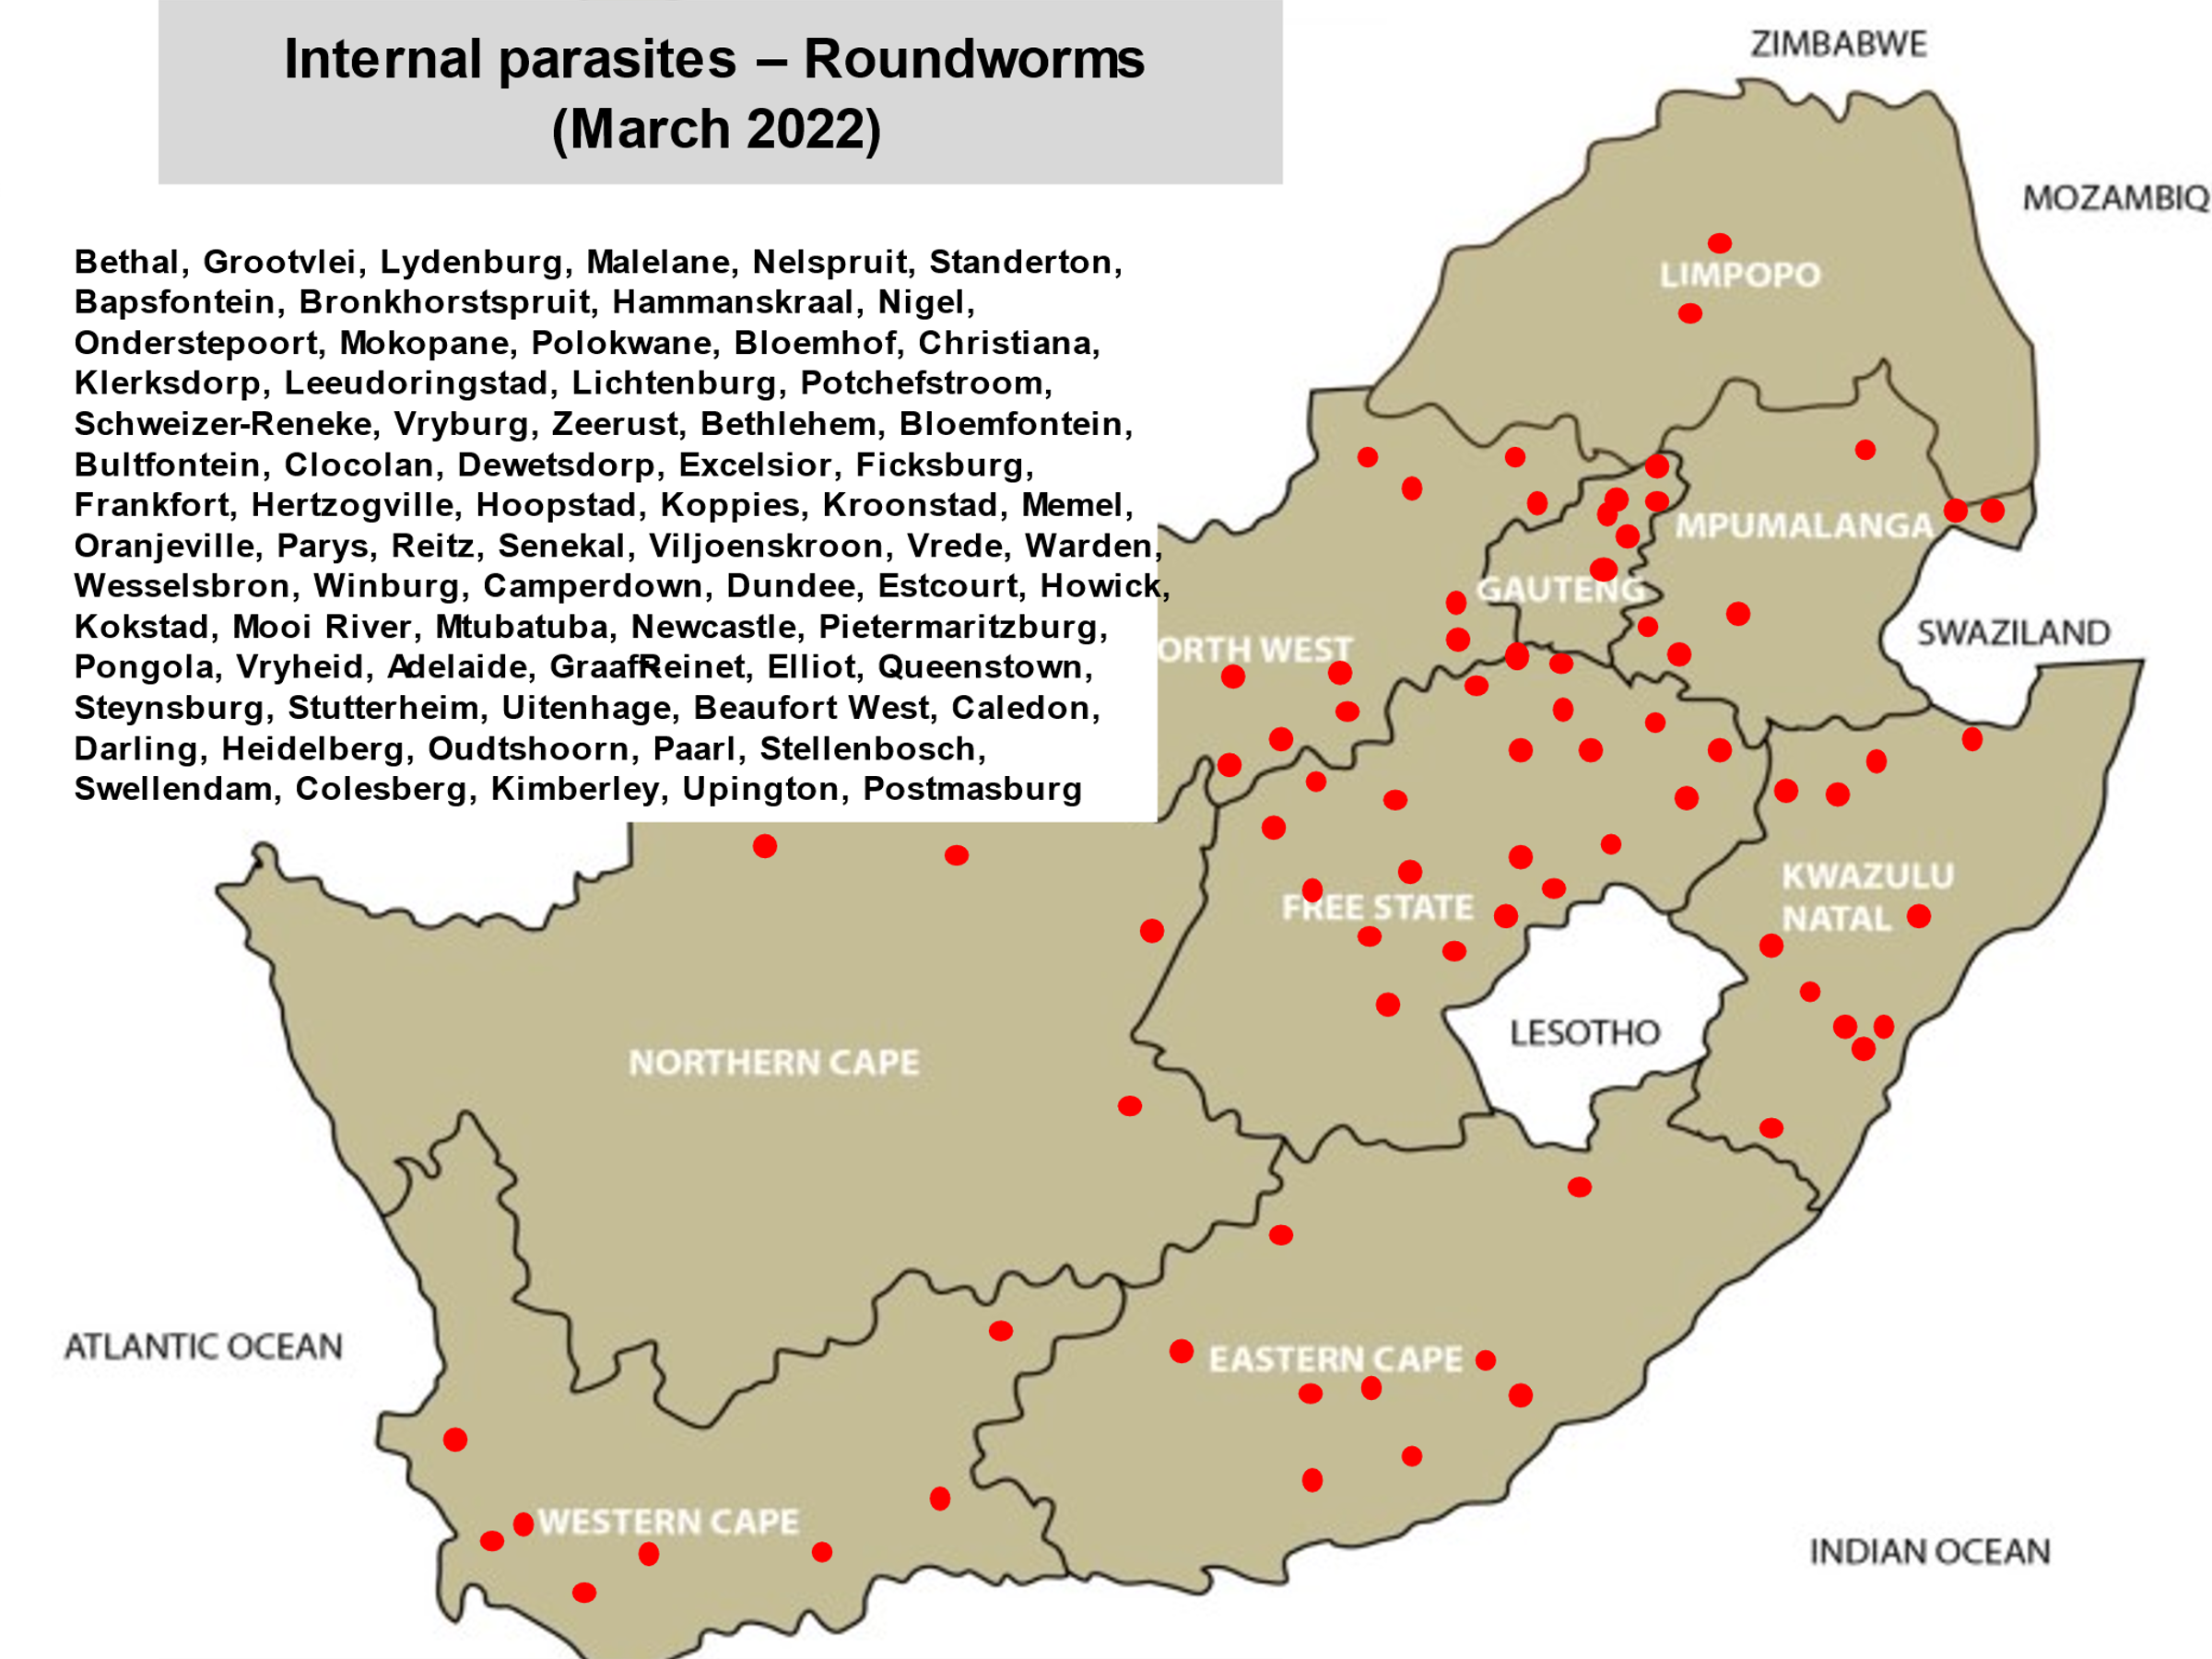 Internal parasites – Roundworms
(March 2022)
Bethal, Grootvlei, Lydenburg, Malelane, Nelspruit, Standerton,
Bapsfontein, Bronkhorstspruit, Hammanskraal, Nigel,
Onderstepoort, Mokopane, Polokwane, Bloemhof, Christiana,
Klerksdorp, Leeudoringstad, Lichtenburg, Potchefstroom,
Schweizer-Reneke, Vryburg, Zeerust, Bethlehem, Bloemfontein,
Bultfontein, Clocolan, Dewetsdorp, Excelsior, Ficksburg,
Frankfort, Hertzogville, Hoopstad, Koppies, Kroonstad, Memel,
Oranjeville, Parys, Reitz, Senekal, Viljoenskroon, Vrede, Warden,
Wesselsbron, Winburg, Camperdown, Dundee, Estcourt, Howick,
Kokstad, Mooi River, Mtubatuba, Newcastle, Pietermaritzburg,
Pongola, Vryheid, Adelaide, GraafReinet, Elliot, Queenstown,
Steynsburg, Stutterheim, Uitenhage, Beaufort West, Caledon,
Darling, Heidelberg, Oudtshoorn, Paarl, Stellenbosch,
Swellendam, Colesberg, Kimberley, Upington, Postmasburg
ZIMBABWE
MOZAMBIQ
LIMPOPO
MPUMALANGA
GAUTENG
SWAZILAND
ORTH WEST
KWAZULU
NATAL
FREE STATE
LESOTHO
NORTHERN CAPE
ATLANTIC OCEAN
EASTERN CAPE
WESTERN CAPE
INDIAN OCEAN